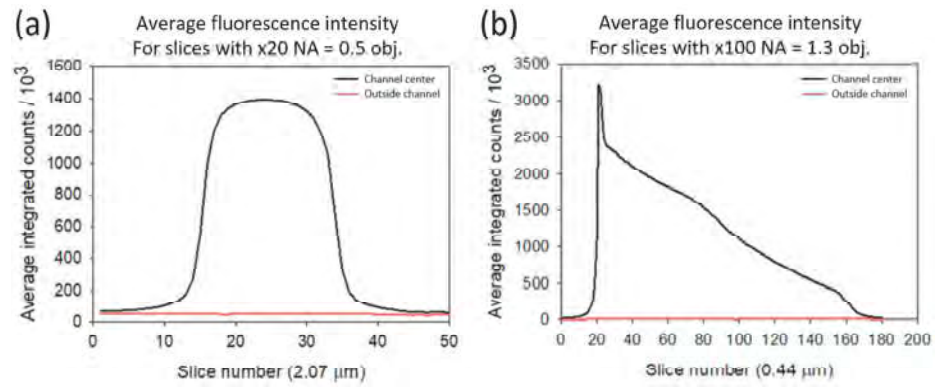 (a)
Average fluorescence intensity
For slices with x20 NA = 0.5 obj.
Average integrated counts / 10³
1600
1400
1200
1000
800
600
400
200
0
Channel center
Outside channel
0 10 20 30 40 50
Slice number (2.07 μm)
(b)
Average fluorescence intensity
For slices with x100 NA = 1.3 obj.
Average integrated counts / 10³
3500
3000
2500
2000
1500
1000
500
0
Channel center
Outside channel
0 20 40 60 80 100 120 140 160 180 200
Slice number (0.44 μm)